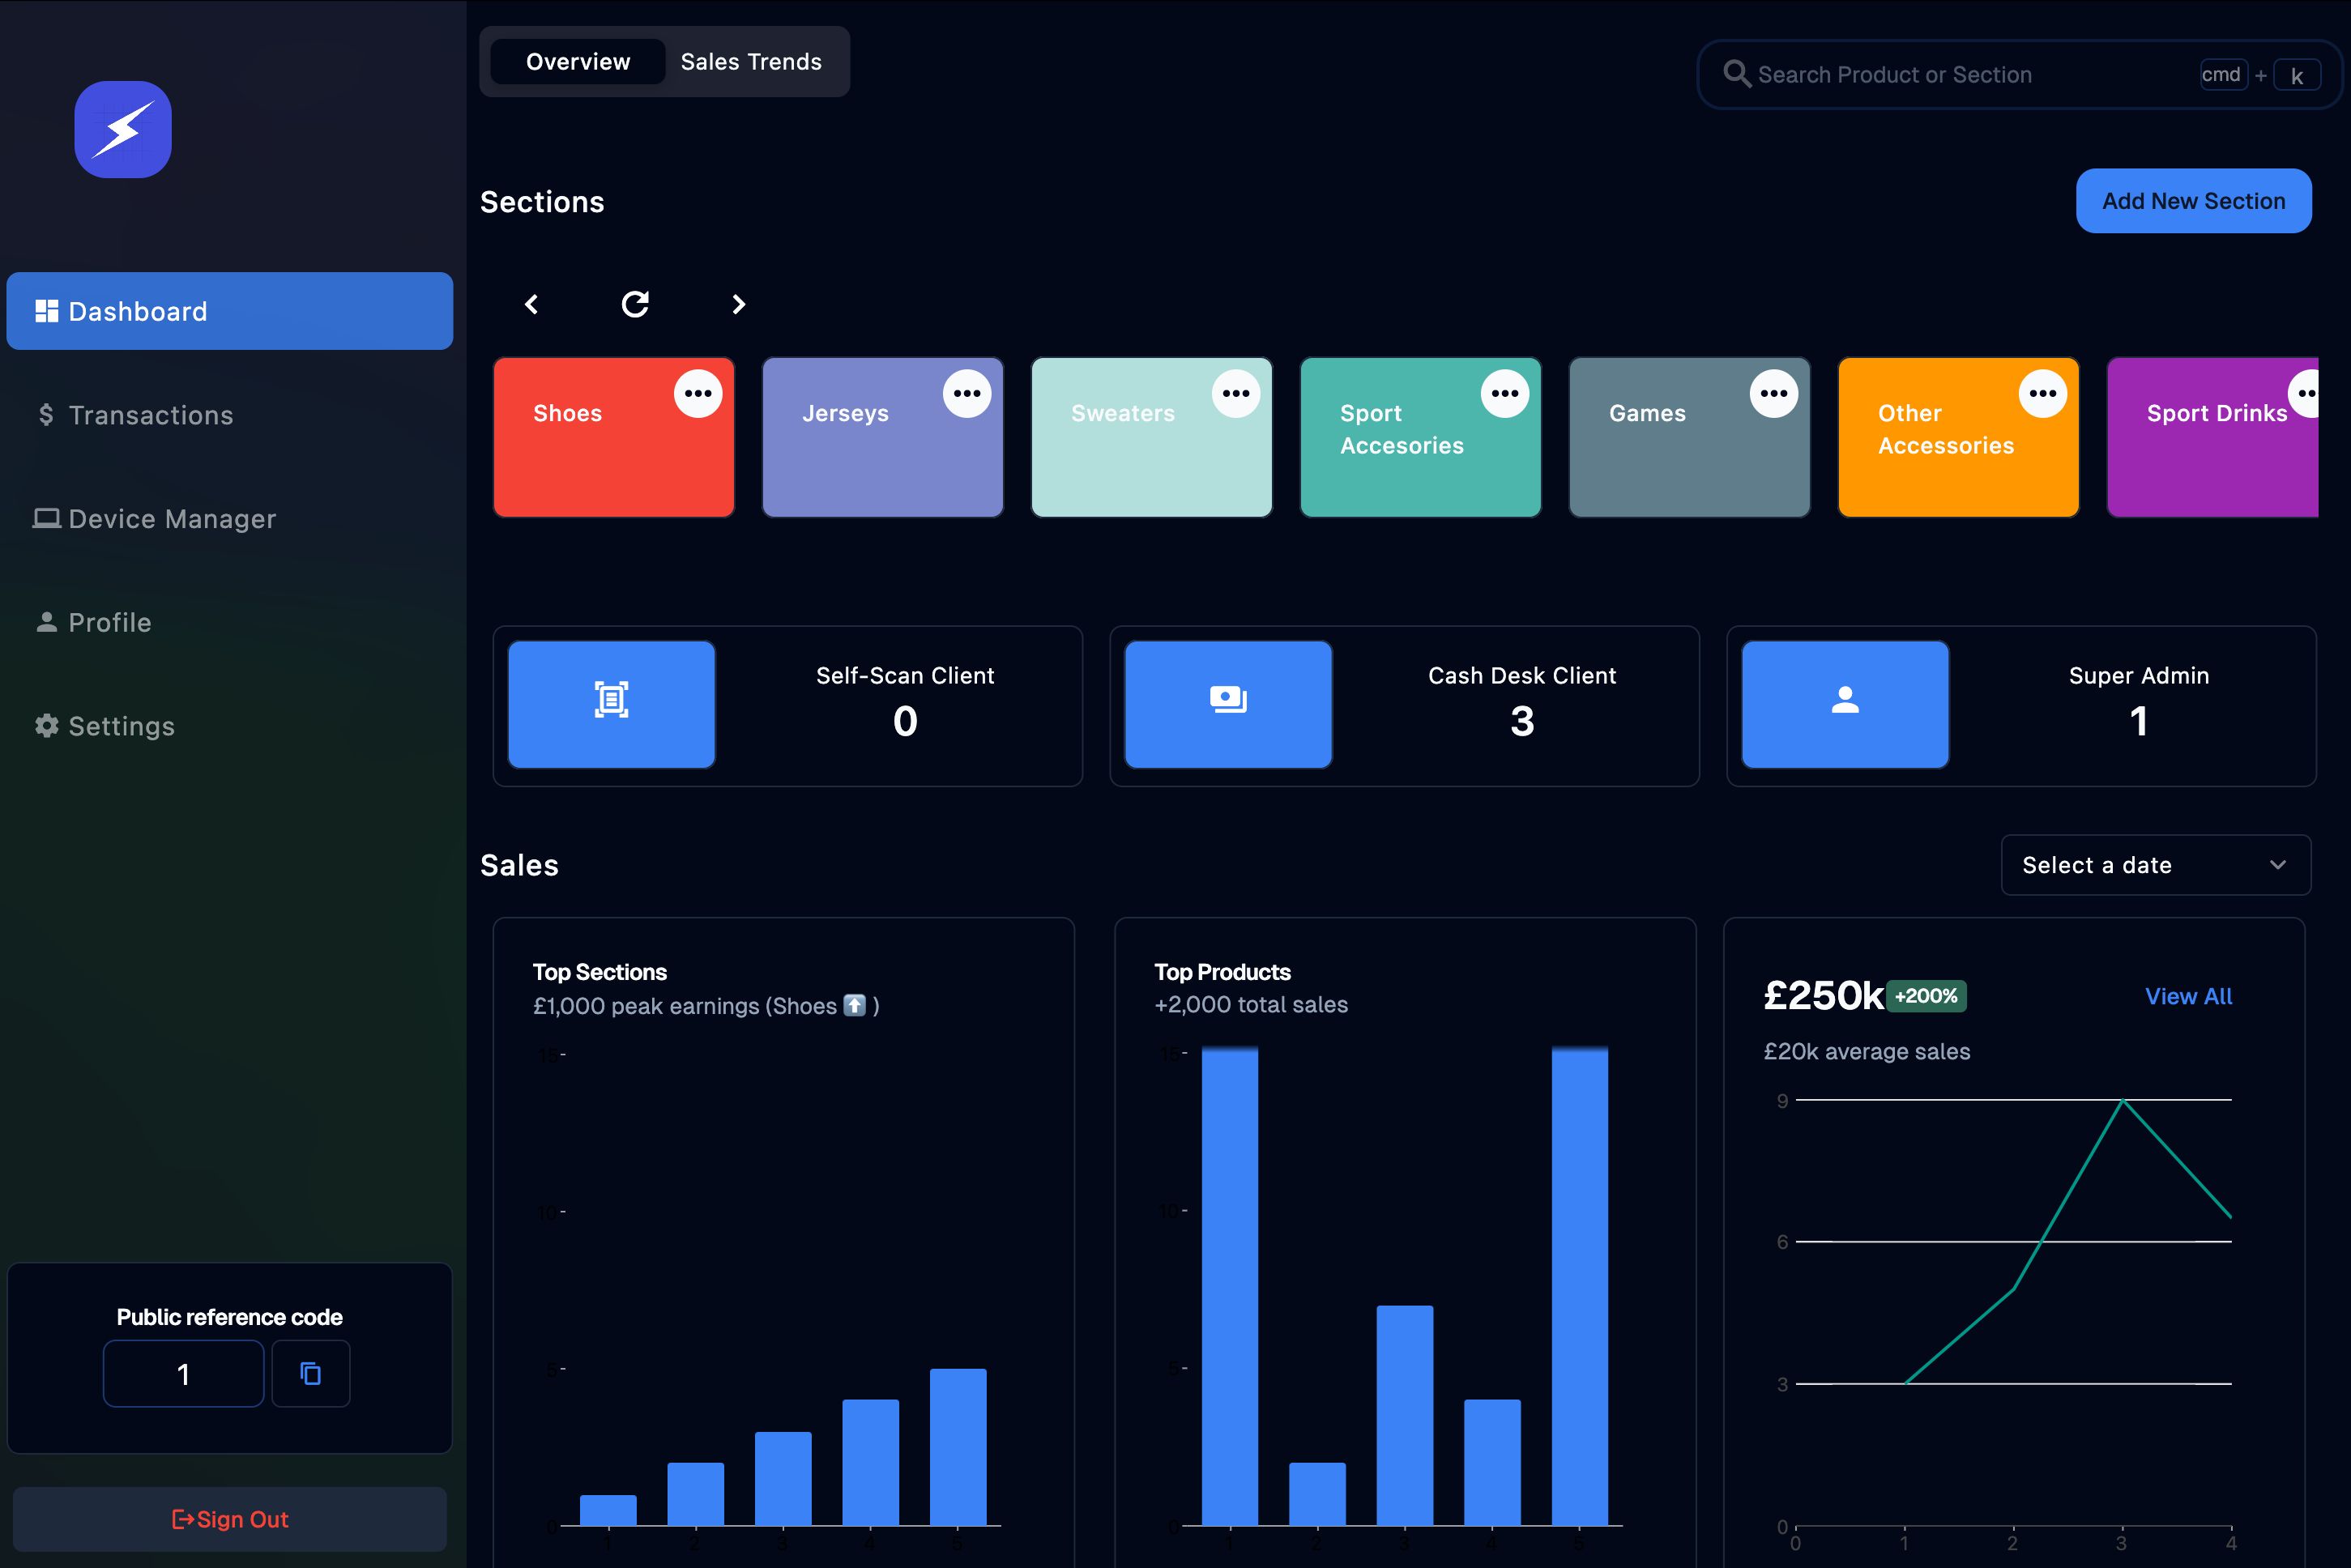 Overview
Sales Trends
Search Product or Section
cmd + k
Sections
Add New Section
Dashboard
Transactions
Device Manager
Profile
Settings
Shoes
Jerseys
Sweaters
Sport
Accesories
Games
Other
Accessories
Sport Drinks
Self-Scan Client
0
Cash Desk Client
3
Super Admin
1
Sales
Select a date
Top Sections
£1,000 peak earnings (Shoes ⬆️ )
15
10
5
0
1 2 3 4 5
Top Products
+2,000 total sales
15
10
5
0
1 2 3 4 5
£250k +200%
View All
£20k average sales
9
6
3
0
0 1 2 3 4
Public reference code
1
Sign Out